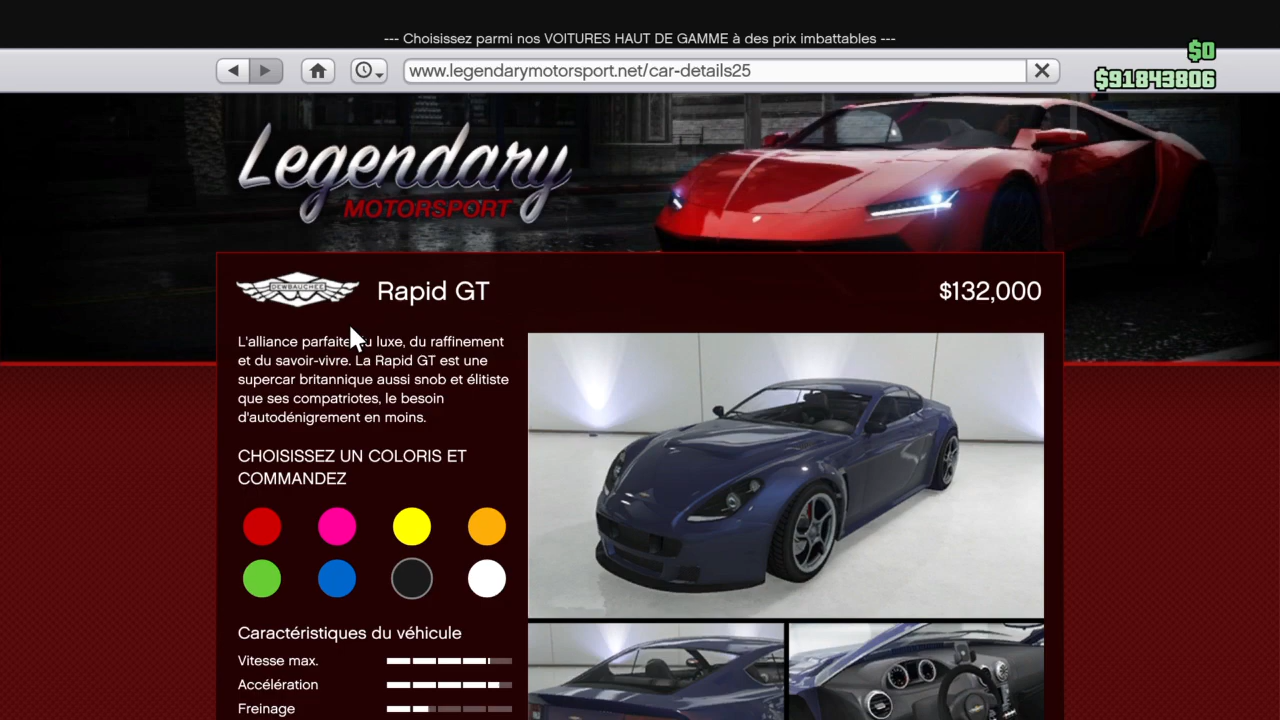 --- Choisissez parmi nos VOITURES HAUT DE GAMME à des prix imbattables ---
$0
www.legendarymotorsport.net/car-details25
$91843806
Legendary
MOTORSPORT
DEWBAUCHEE
Rapid GT
$132,000
L'alliance parfaite du luxe, du raffinement
et du savoir-vivre. La Rapid GT est une
supercar britannique aussi snob et élitiste
que ses compatriotes, le besoin
d'autodénigrement en moins.
CHOISISSEZ UN COLORIS ET
COMMANDEZ
Caractéristiques du véhicule
Vitesse max.
Accélération
Freinage